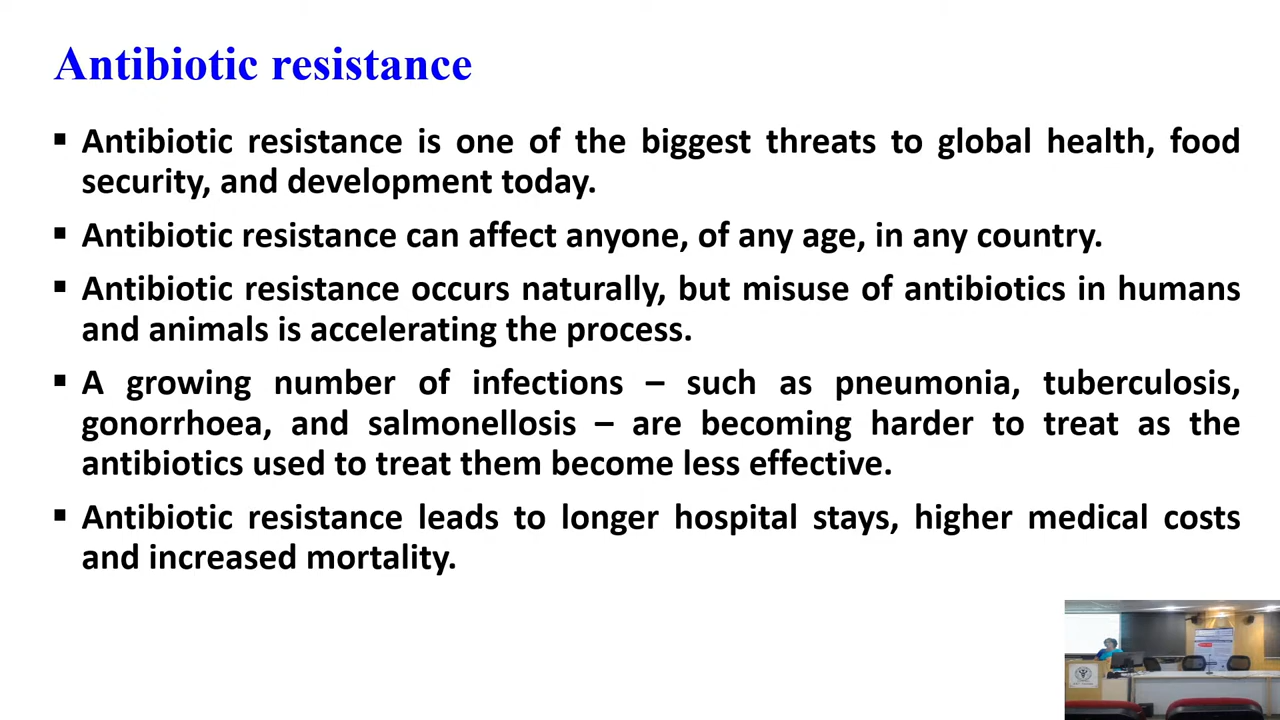 Antibiotic resistance
▪ Antibiotic resistance is one of the biggest threats to global health, food
security, and development today.
▪ Antibiotic resistance can affect anyone, of any age, in any country.
▪ Antibiotic resistance occurs naturally, but misuse of antibiotics in humans
and animals is accelerating the process.
▪ A growing number of infections – such as pneumonia, tuberculosis,
gonorrhoea, and salmonellosis – are becoming harder to treat as the
antibiotics used to treat them become less effective.
▪ Antibiotic resistance leads to longer hospital stays, higher medical costs
and increased mortality.